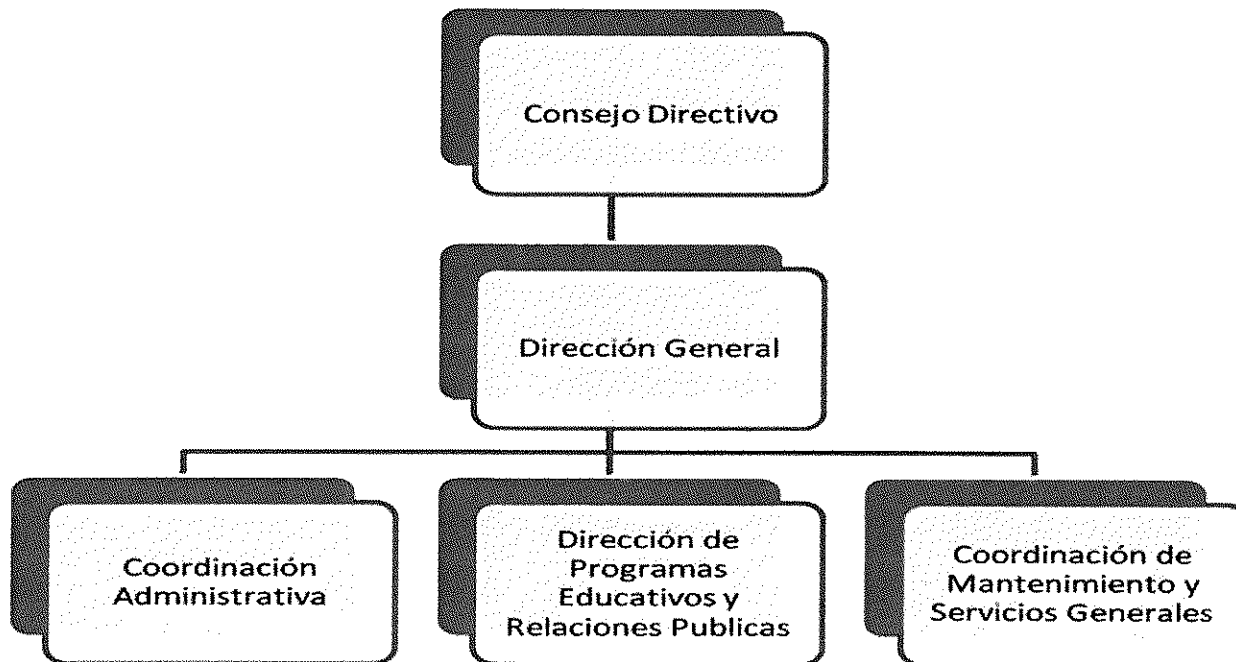 Consejo Directivo
Dirección General
Coordinación
Administrativa
Dirección de
Programas
Educativos y
Relaciones Publicas
Coordinación de
Mantenimiento y
Servicios Generales